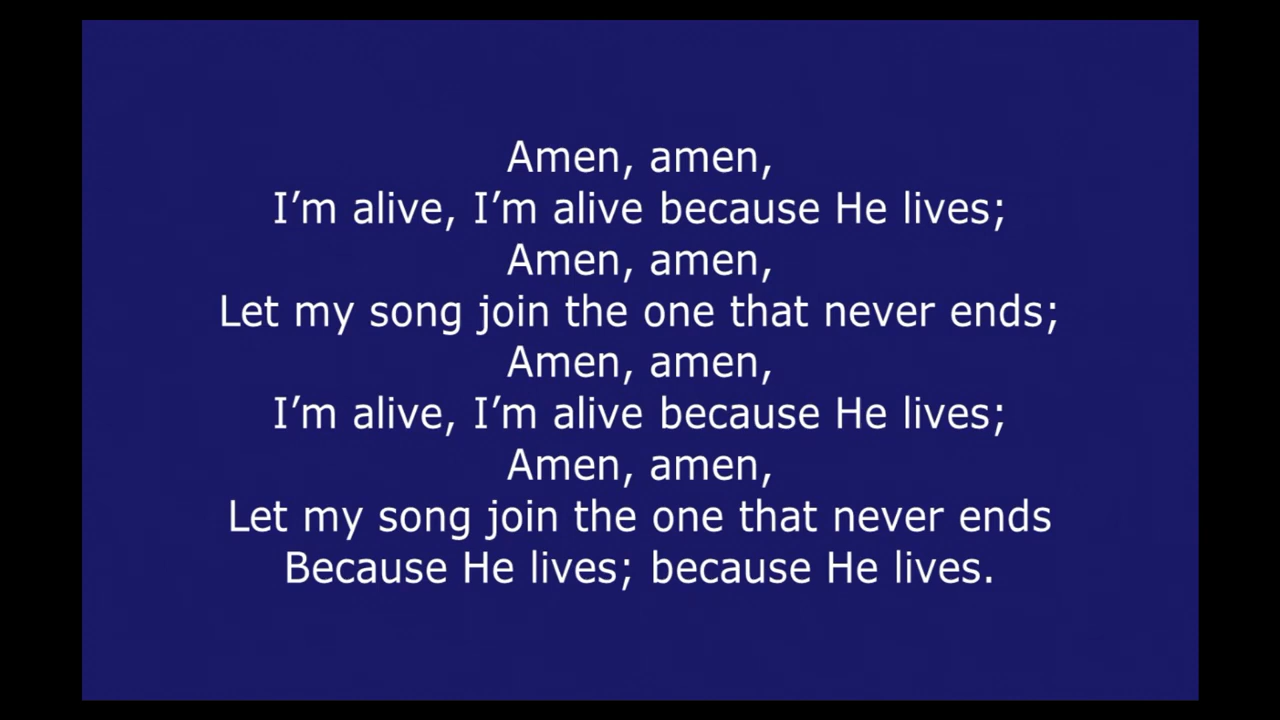 Amen, amen,
I’m alive, I’m alive because He lives;
Amen, amen,
Let my song join the one that never ends;
Amen, amen,
I’m alive, I’m alive because He lives;
Amen, amen,
Let my song join the one that never ends
Because He lives; because He lives.